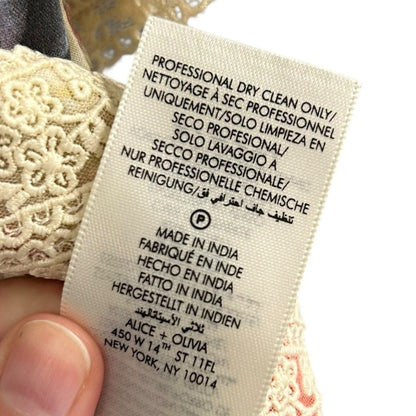 PROFESSIONAL DRY CLEAN ONLY/
NETTOYAGE À SEC PROFESSIONNEL
UNIQUEMENT/SOLO LIMPIEZA EN
SECO PROFESIONAL/
SOLO LAVAGGIO A
SECCO PROFESSIONALE/
NUR PROFESSIONELLE CHEMISCHE
REINIGUNG/تنظيف جاف احترافي فق
P
MADE IN INDIA
FABRIQUÉ EN INDE
HECHO EN INDIA
FATTO IN INDIA
HERGESTELLT IN INDIEN
ALICE + OLIVIA
450 W 14TH ST 11FL
NEW YORK, NY 10014